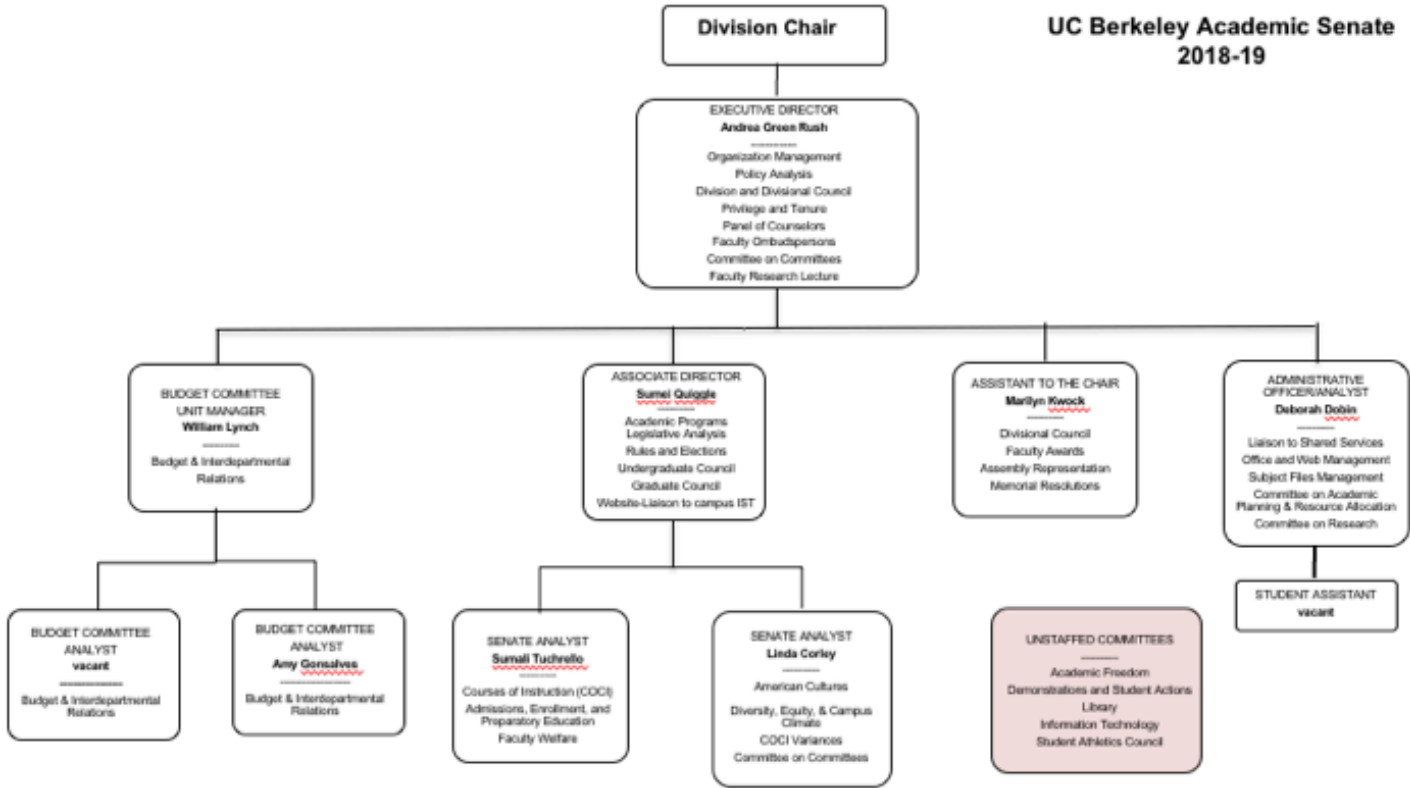 Division Chair
UC Berkeley Academic Senate
2018-19
EXECUTIVE DIRECTOR
Andrea Green Rush
------------
Organization Management
Policy Analysis
Division and Divisional Council
Privilege and Tenure
Panel of Counselors
Faculty Ombudspersons
Committee on Committees
Faculty Research Lecture
BUDGET COMMITTEE
UNIT MANAGER
William Lynch
----------
Budget & Interdepartmental
Relations
ASSOCIATE DIRECTOR
Sumei Quiggle
----------
Academic Programs
Legislative Analysis
Rules and Elections
Undergraduate Council
Graduate Council
Website-Liaison to campus IST
ASSISTANT TO THE CHAIR
Marilyn Kwock
----------
Divisional Council
Faculty Awards
Assembly Representation
Memorial Resolutions
ADMINISTRATIVE
OFFICER/ANALYST
Deborah Dobin
----------
Liaison to Shared Services
Office and Web Management
Subject Files Management
Committee on Academic
Planning & Resource Allocation
Committee on Research
BUDGET COMMITTEE
ANALYST
vacant
-----------------
Budget & Interdepartmental
Relations
BUDGET COMMITTEE
ANALYST
Amy Gonsalves
-------------------
Budget & Interdepartmental
Relations
SENATE ANALYST
Sumali Tuchrello
----------
Courses of Instruction (COCI)
Admissions, Enrollment, and
Preparatory Education
Faculty Welfare
SENATE ANALYST
Linda Corley
----------
American Cultures
Diversity, Equity, & Campus
Climate
COCI Variances
Committee on Committees
UNSTAFFED COMMITTEES
----------
Academic Freedom
Demonstrations and Student Actions
Library
Information Technology
Student Athletics Council
STUDENT ASSISTANT
vacant